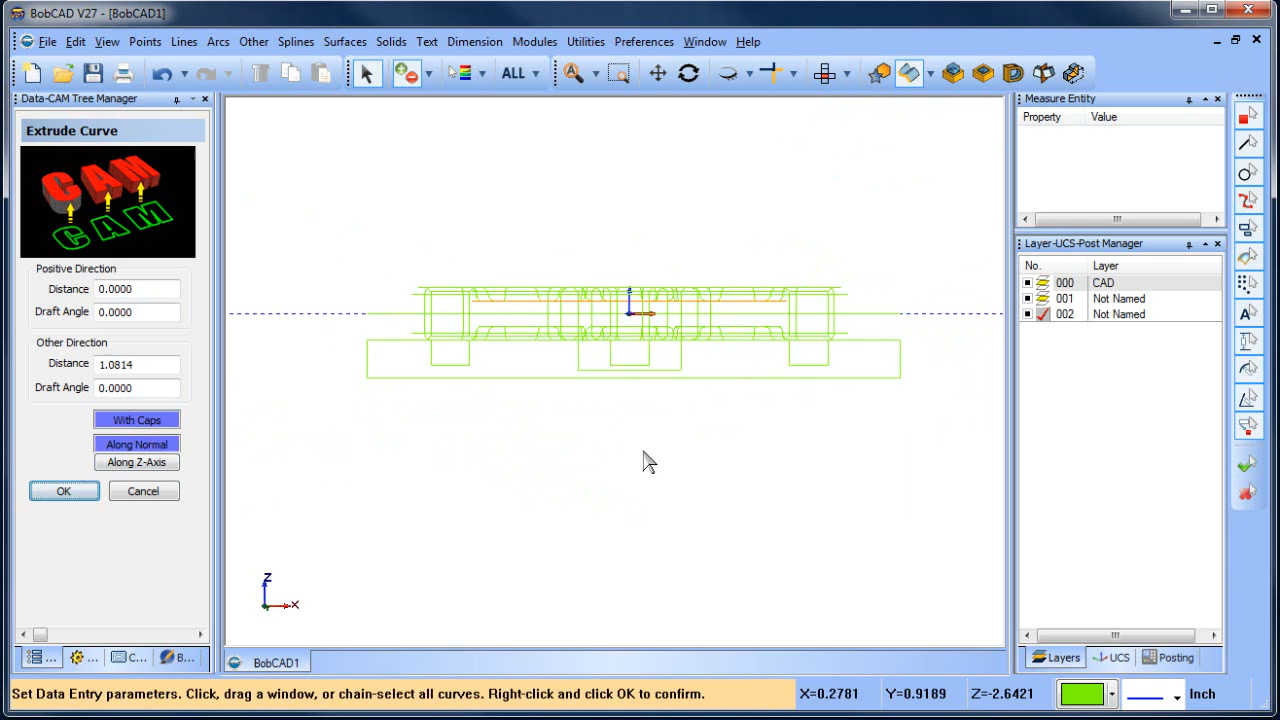 BobCAD V27 - [BobCAD1]
File Edit View Points Lines Arcs Other Splines Surfaces Solids Text Dimension Modules Utilities Preferences Window Help
ALL
Data-CAM Tree Manager
Extrude Curve
CAM
CAM
Positive Direction
Distance 0.0000
Draft Angle 0.0000
Other Direction
Distance 1.0814
Draft Angle 0.0000
With Caps
Along Normal
Along Z-Axis
OK Cancel
... ... C... B...
Z
X
BobCAD1
Measure Entity
Property Value
Layer-UCS-Post Manager
No. Layer
000 CAD
001 Not Named
002 Not Named
Layers UCS Posting
A
Set Data Entry parameters. Click, drag a window, or chain-select all curves. Right-click and click OK to confirm. X=0.2781 Y=0.9189 Z=-2.6421 Inch